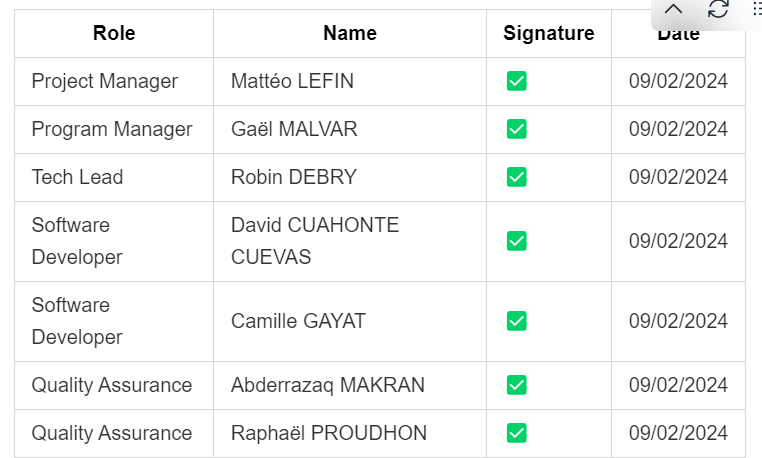 Role Name Signature Date
Project Manager Mattéo LEFIN ✅ 09/02/2024
Program Manager Gaël MALVAR ✅ 09/02/2024
Tech Lead Robin DEBRY ✅ 09/02/2024
Software
Developer
David CUAHONTE
CUEVAS
✅ 09/02/2024
Software
Developer
Camille GAYAT ✅ 09/02/2024
Quality Assurance Abderrazaq MAKRAN ✅ 09/02/2024
Quality Assurance Raphaël PROUDHON ✅ 09/02/2024